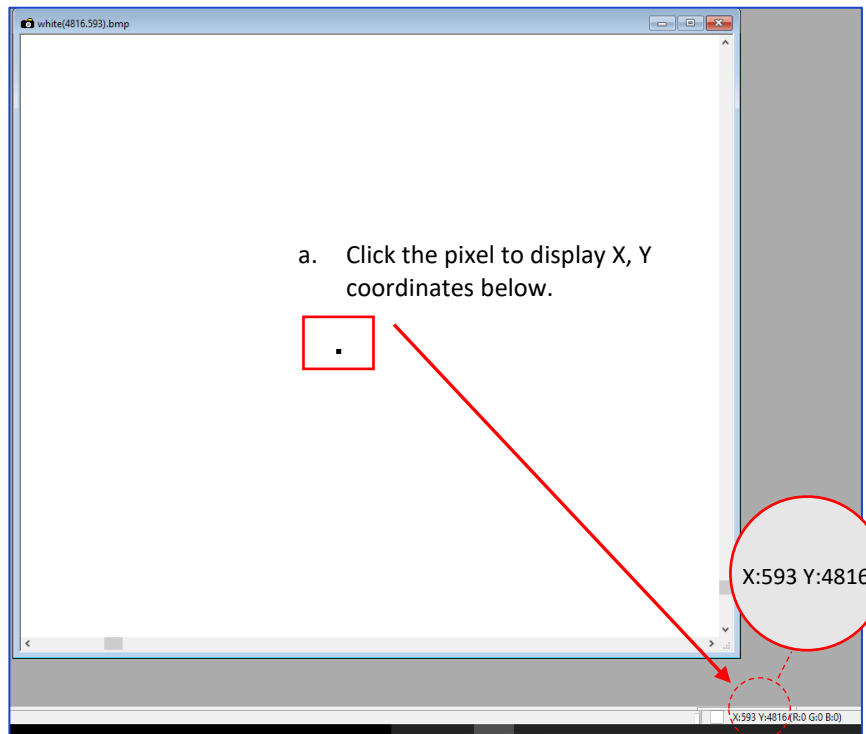 white(4816.593).bmp
a. Click the pixel to display X, Y
coordinates below.
X:593 Y:4816
X:593 Y:4816 (R:0 G:0 B:0)